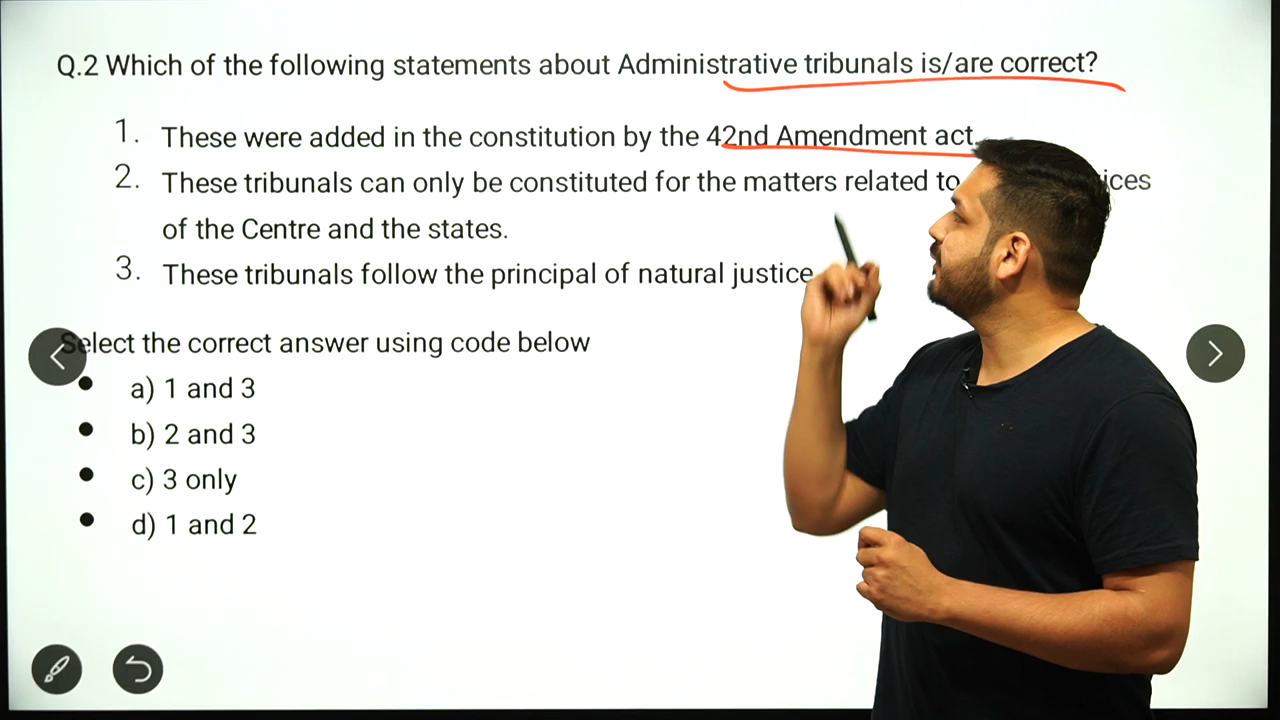 Q.2 Which of the following statements about Administrative tribunals is/are correct?
1. These were added in the constitution by the 42nd Amendment act.
2. These tribunals can only be constituted for the matters related to
of the Centre and the states.
3. These tribunals follow the principal of natural justice
Select the correct answer using code below
a) 1 and 3
b) 2 and 3
c) 3 only
d) 1 and 2